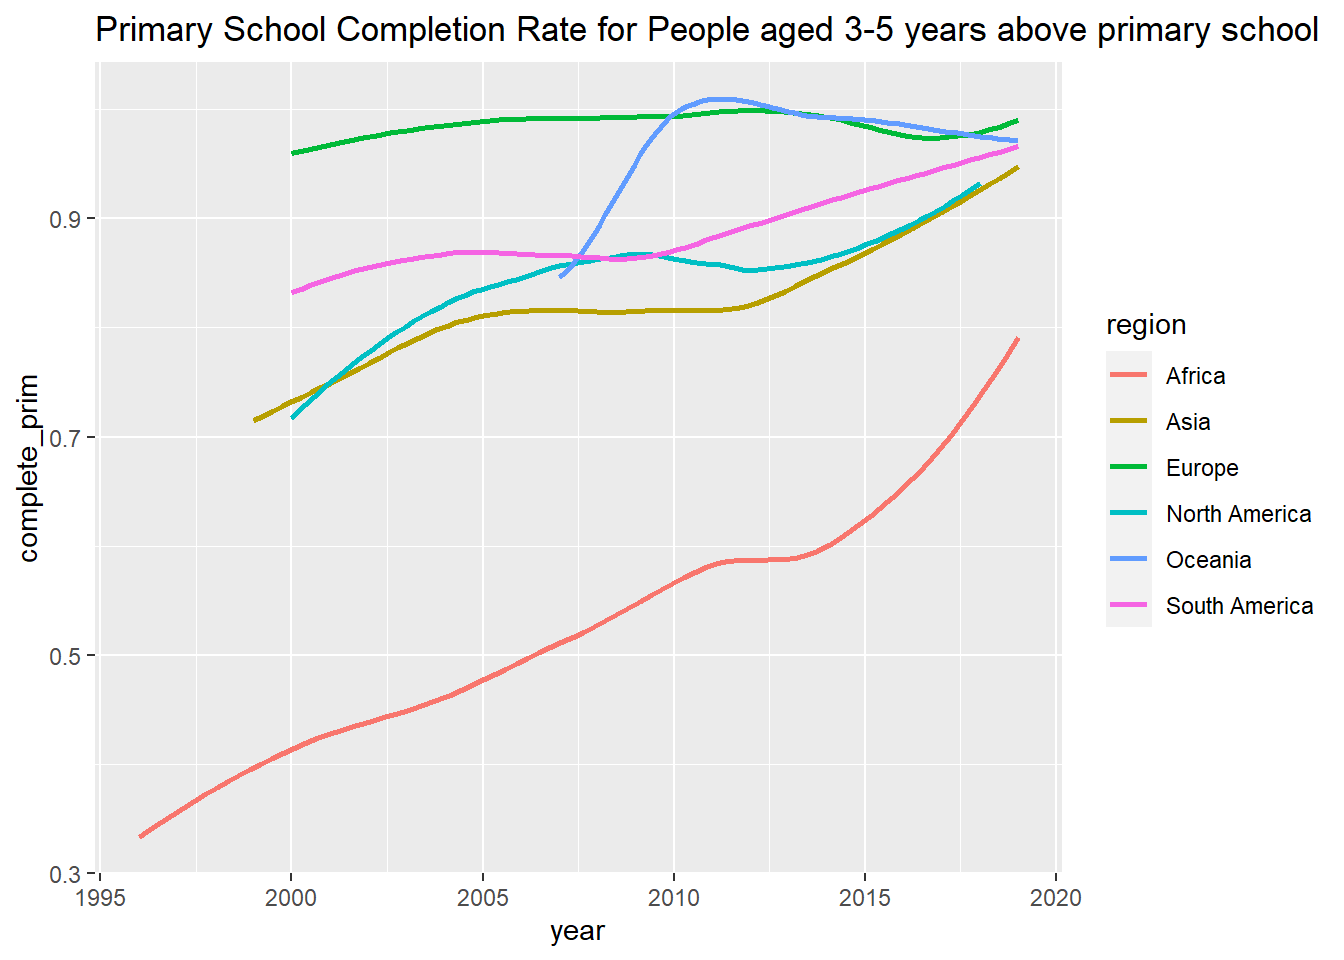 Primary School Completion Rate for People aged 3-5 years above primary school
complete_prim
0.9
0.7
0.5
0.3
1995
2000
2005
2010
2015
2020
year
region
Africa
Asia
Europe
North America
Oceania
South America